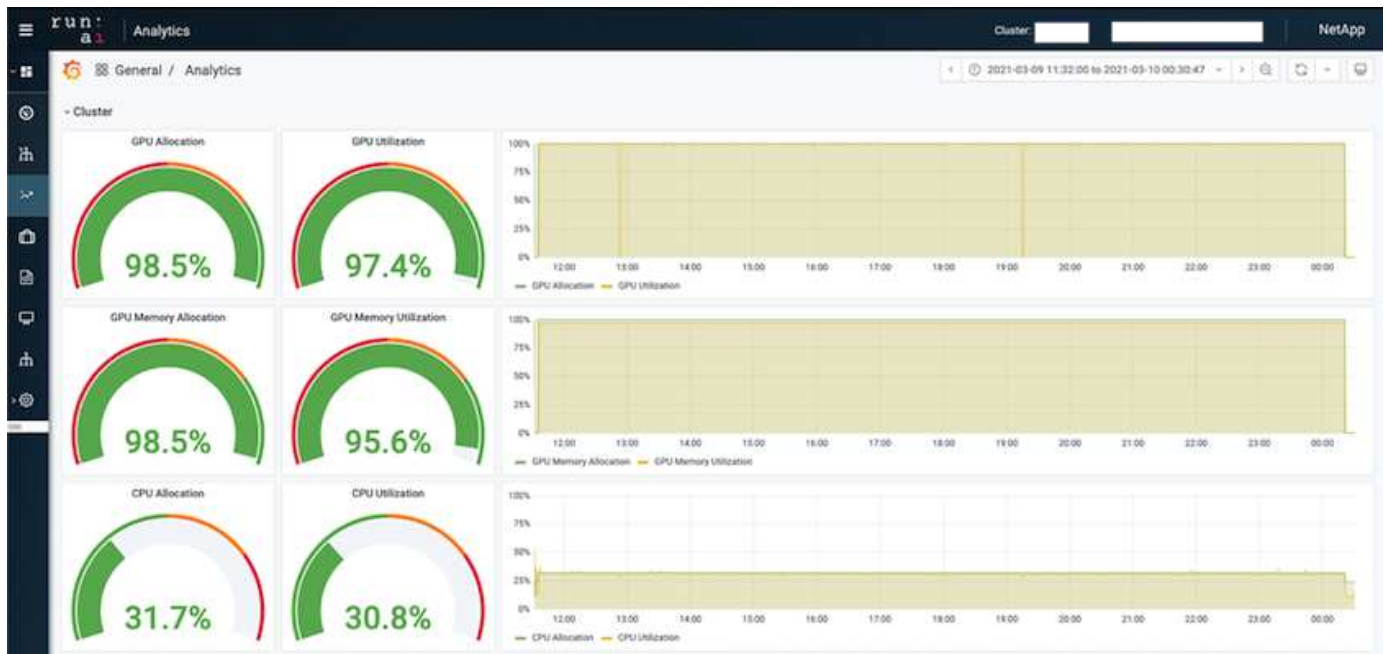 run:
ai
Analytics
Cluster:
NetApp
General / Analytics
2021-03-09 11:32:00 to 2021-03-10 00:30:47
Cluster
GPU Allocation
98.5%
GPU Utilization
97.4%
100%
75%
50%
25%
0%
12:00 13:00 14:00 15:00 16:00 17:00 18:00 19:00 20:00 21:00 22:00 23:00 00:00
GPU Allocation GPU Utilization
GPU Memory Allocation
98.5%
GPU Memory Utilization
95.6%
100%
75%
50%
25%
0%
12:00 13:00 14:00 15:00 16:00 17:00 18:00 19:00 20:00 21:00 22:00 23:00 00:00
GPU Memory Allocation GPU Memory Utilization
CPU Allocation
31.7%
CPU Utilization
30.8%
100%
75%
50%
25%
0%
12:00 13:00 14:00 15:00 16:00 17:00 18:00 19:00 20:00 21:00 22:00 23:00 00:00
CPU Allocation CPU Utilization